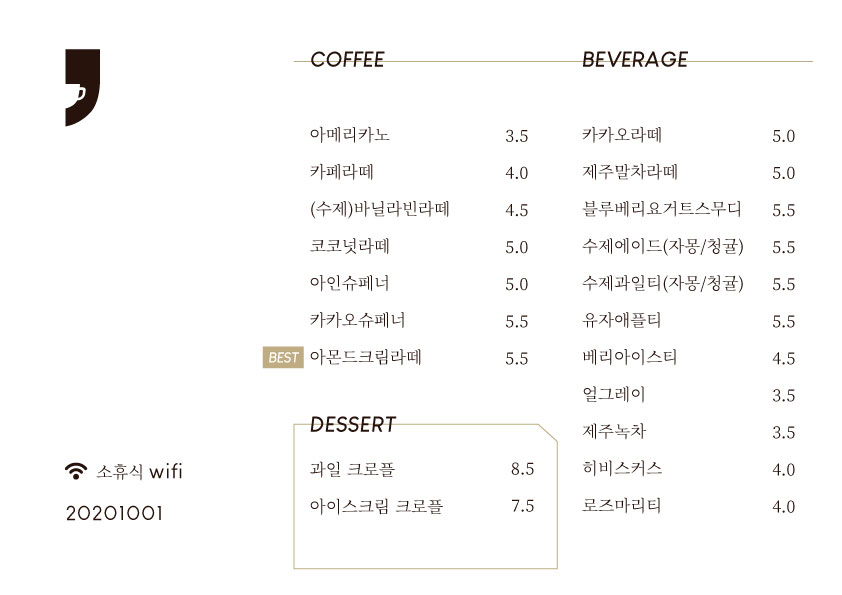 COFFEE
아메리카노 3.5
카페라떼 4.0
(수제)바닐라빈라떼 4.5
코코넛라떼 5.0
아인슈페너 5.0
카카오슈페너 5.5
BEST 아몬드크림라떼 5.5
DESSERT
과일 크로플 8.5
아이스크림 크로플 7.5
BEVERAGE
카카오라떼 5.0
제주말차라떼 5.0
블루베리요거트스무디 5.5
수제에이드(자몽/청귤) 5.5
수제과일티(자몽/청귤) 5.5
유자애플티 5.5
베리아이스티 4.5
얼그레이 3.5
제주녹차 3.5
히비스커스 4.0
로즈마리티 4.0
소휴식 wifi
20201001